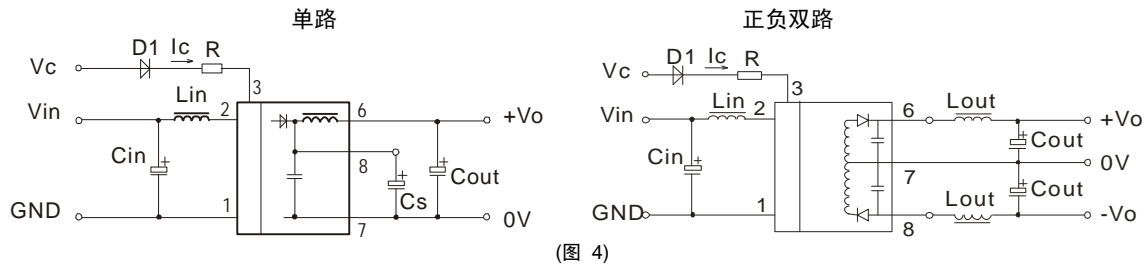 单路
正负双路
Vc
D1
Ic
R
3
Vin
Lin
2
6
+Vo
Cin
8
Cs
Cout
GND
1
7
0V
Vc
D1
Ic
R
3
Vin
Lin
2
6
Lout
+Vo
Cin
Cout
0V
7
Cout
GND
1
8
Lout
-Vo
(图 4)